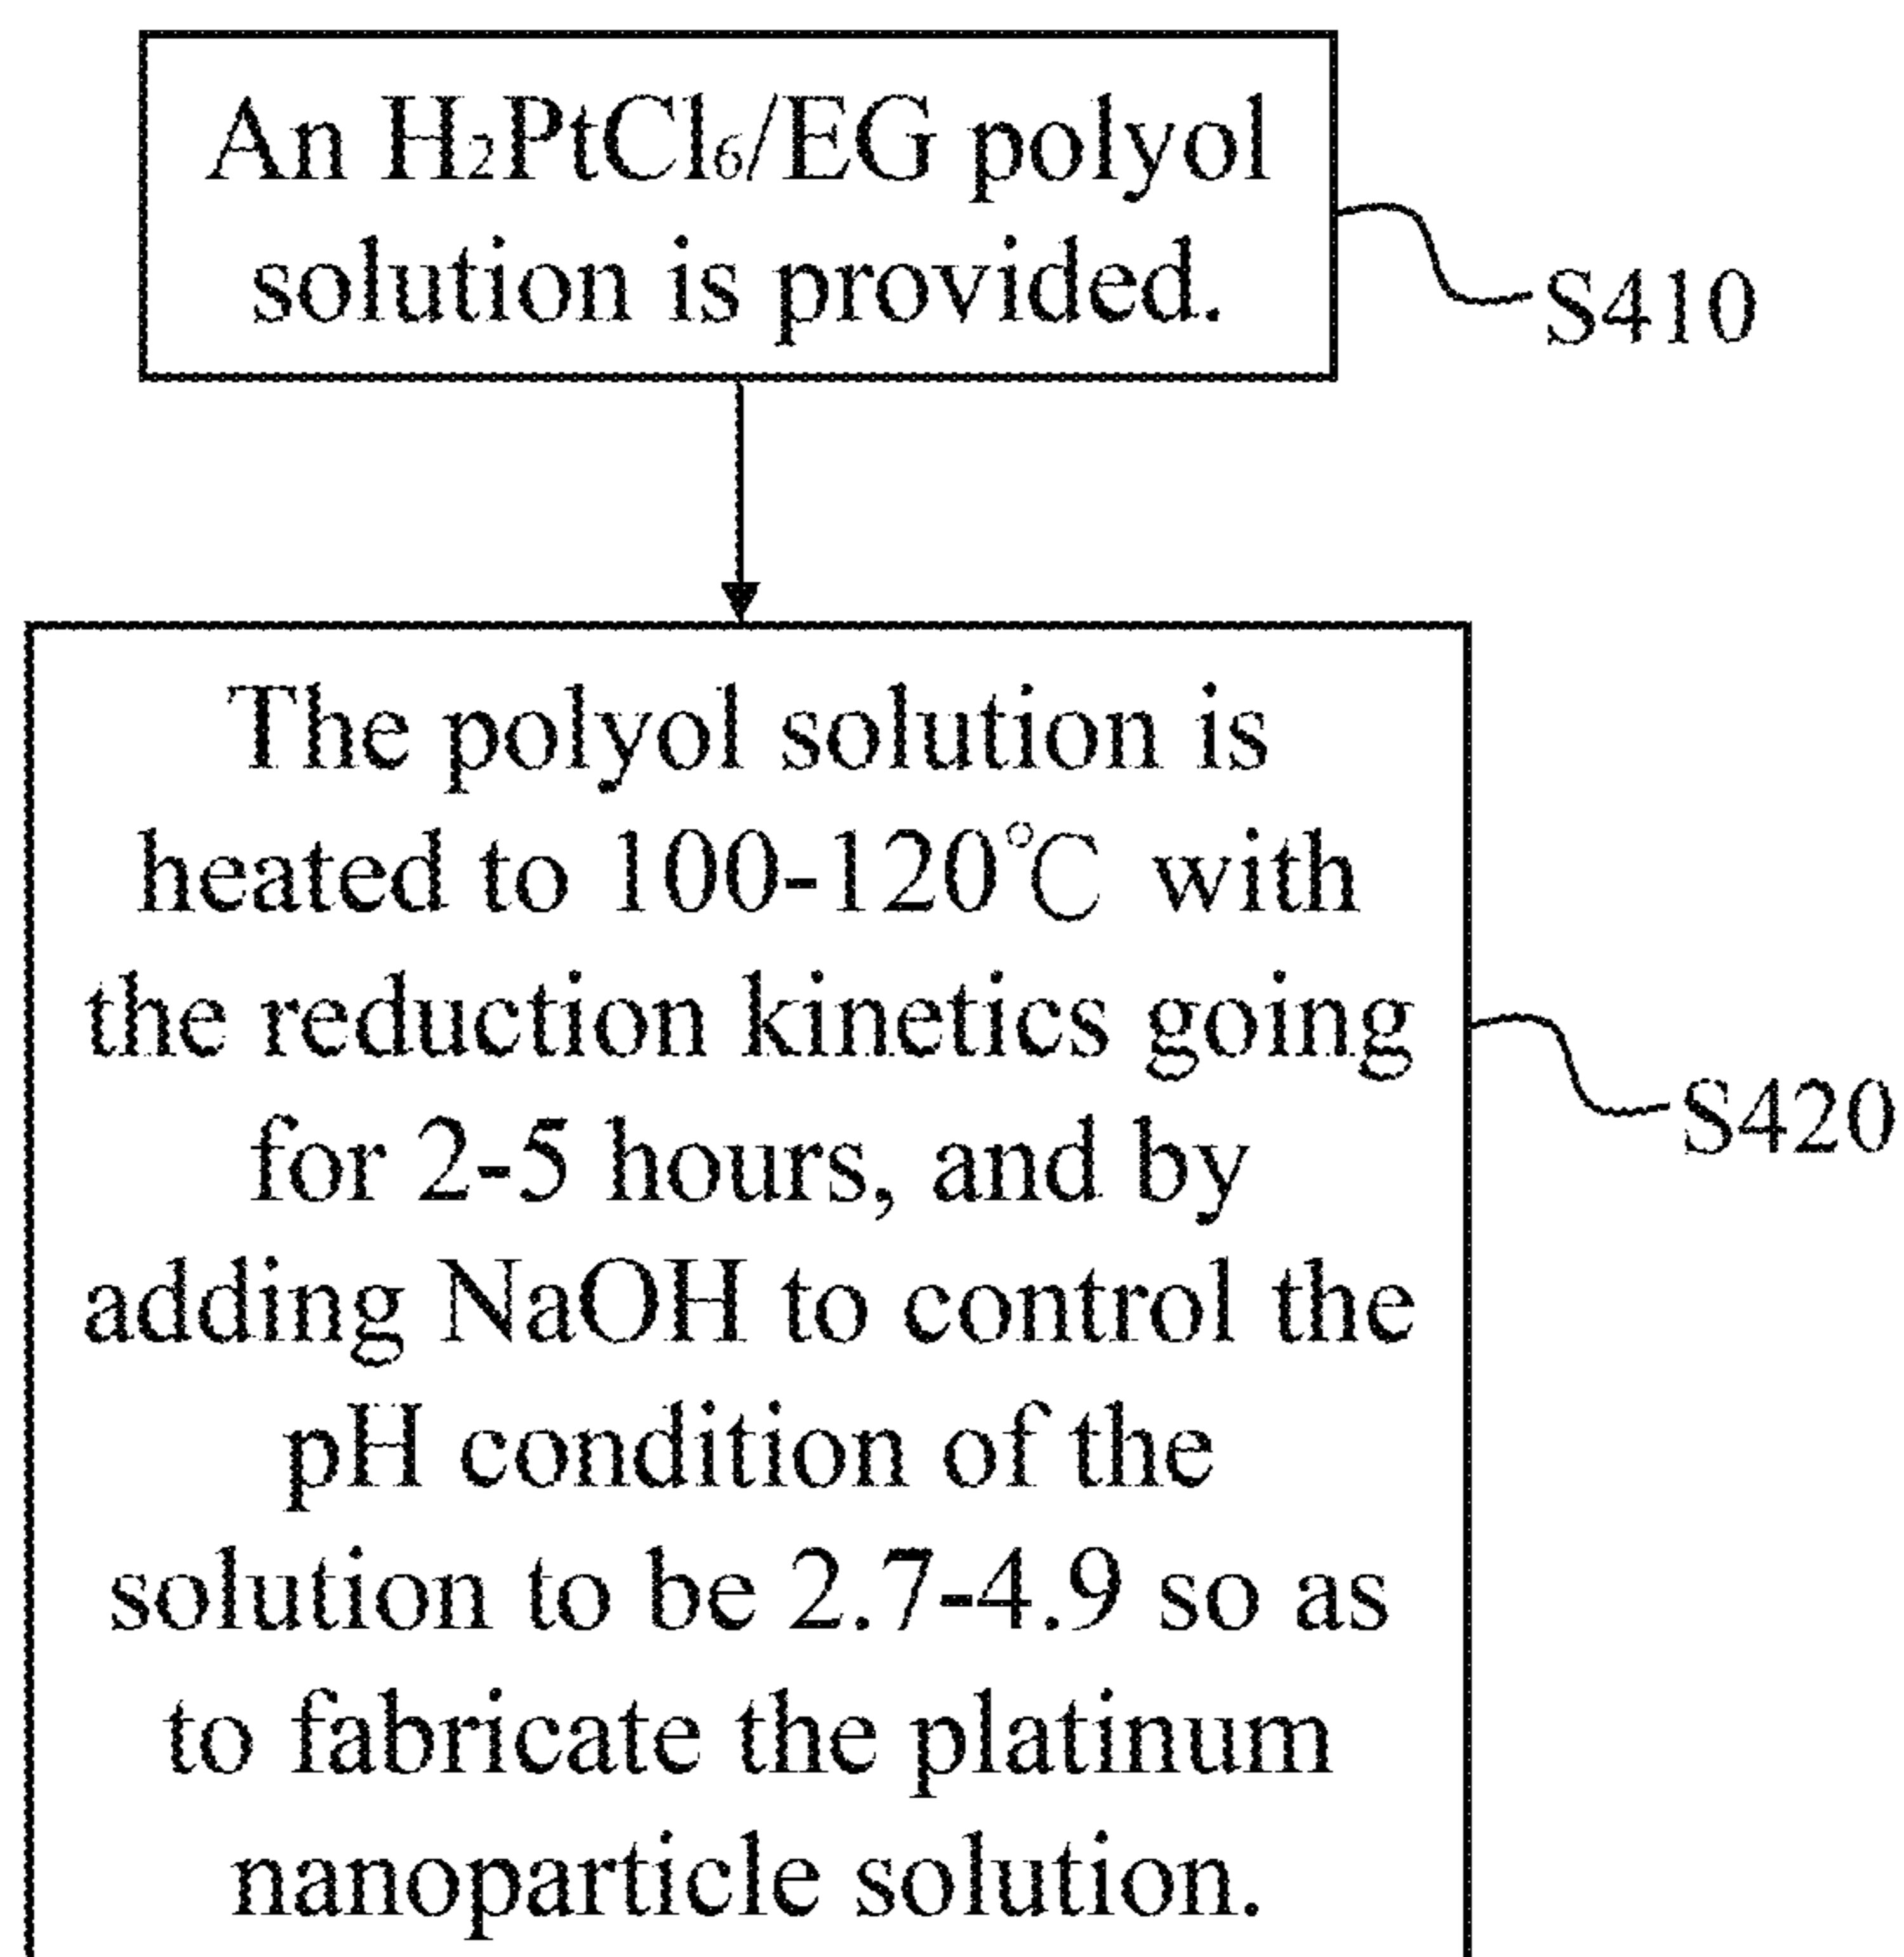 An H₂PtCl₆/EG polyol
solution is provided.
S410
The polyol solution is
heated to 100-120℃ with
the reduction kinetics going
for 2-5 hours, and by
adding NaOH to control the
pH condition of the
solution to be 2.7-4.9 so as
to fabricate the platinum
nanoparticle solution.
S420